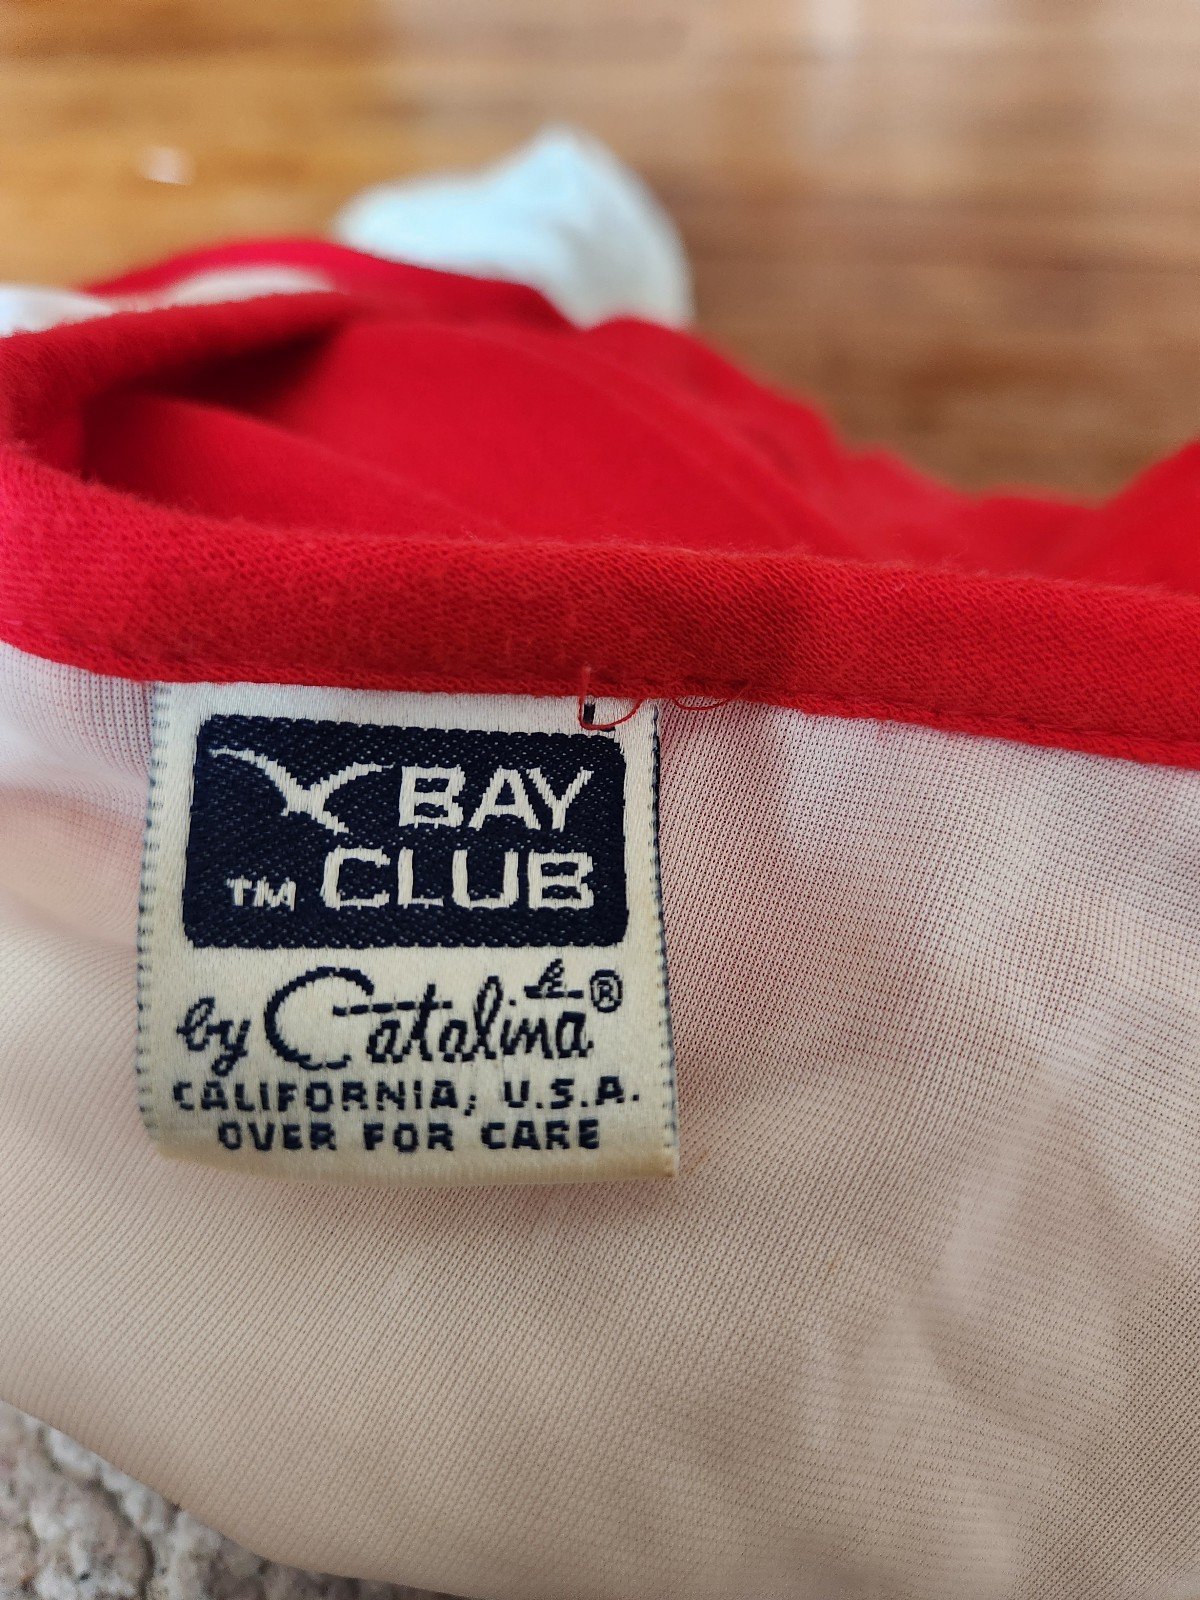 BAY
™ CLUB
by Catalina®
CALIFORNIA, U.S.A.
OVER FOR CARE